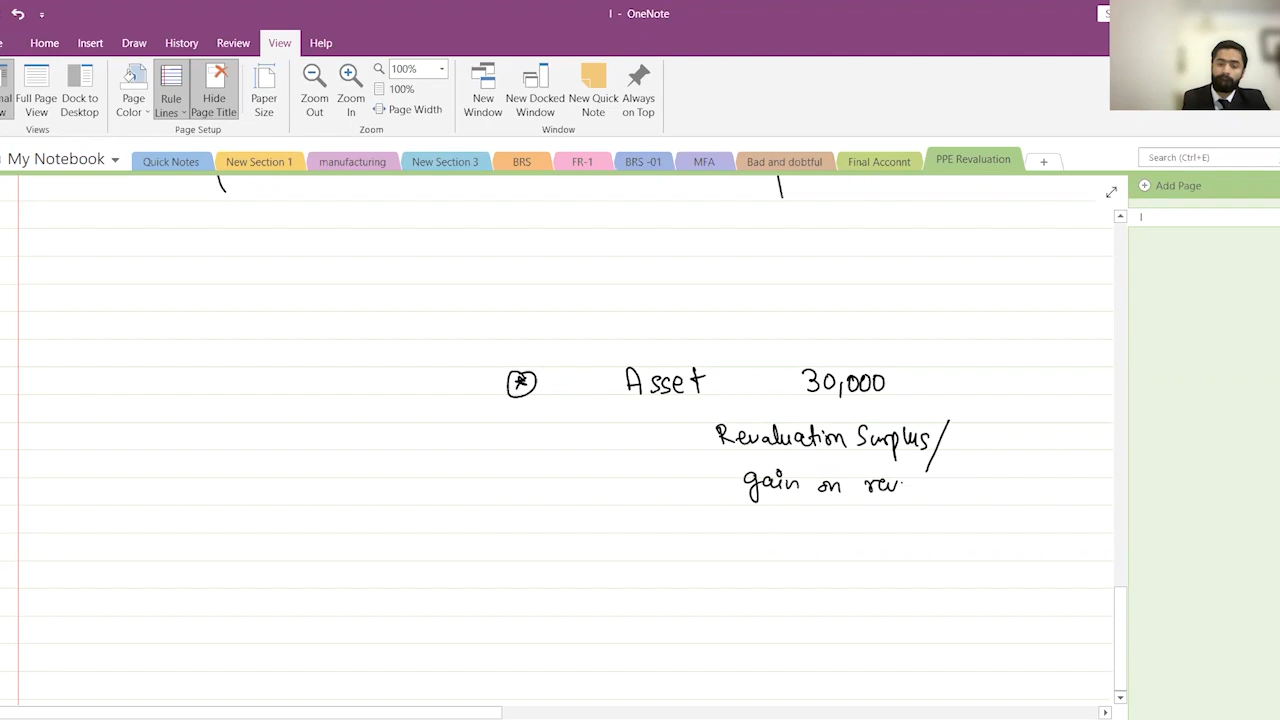 I - OneNote
Home Insert Draw History Review View Help
Full Page View
Dock to Desktop
Views
Page Color
Rule Lines
Hide Page Title
Paper Size
Page Setup
Zoom Out
Zoom In
100%
100%
Page Width
Zoom
New Window
New Docked Window
New Quick Note
Always on Top
Window
My Notebook
Quick Notes New Section 1 manufacturing New Section 3 BRS FR-1 BRS -01 MFA Bad and dobtful Final Acconnt PPE Revaluation +
Search (Ctrl+E)
Add Page
I
Asset 30,000
Revaluation Surplus/
gain on rev.